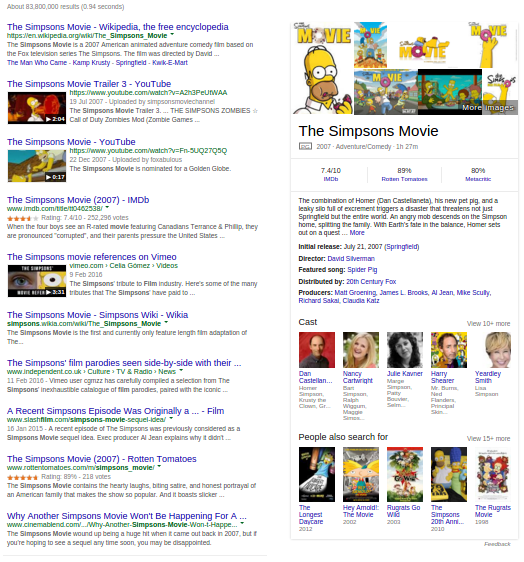 About 83,800,000 results (0.94 seconds)
The Simpsons Movie - Wikipedia, the free encyclopedia
https://en.wikipedia.org/wiki/The_Simpsons_Movie
The Simpsons Movie is a 2007 American animated adventure comedy film based on
the Fox television series The Simpsons. The film was directed by David ...
The Man Who Came - Kamp Krusty - Springfield - Kwik-E-Mart
The Simpsons Movie Trailer 3 - YouTube
https://www.youtube.com/watch?v=A2h3PeUtWAA
19 Jul 2007 - Uploaded by simpsonsmoviechannel
The Simpsons Movie Trailer 3. ... THE SIMPSONS ZOMBIES ☆
Call of Duty Zombies Mod (Zombie Games ...
2:04
The Simpsons Movie - YouTube
https://www.youtube.com/watch?v=Fn-5UQ27Q5Q
22 Dec 2007 - Uploaded by foxabulous
The Simpsons is nominated for a Golden Globe.
0:17
The Simpsons Movie (2007) - IMDb
www.imdb.com/title/tt0462538/
Rating: 7.4/10 - 252,296 votes
When the four boys see an R-rated movie featuring Canadians Terrance & Phillip, they
are pronounced "corrupted", and their parents pressure the United States ...
The Simpsons movie references on Vimeo
vimeo.com › Celia Gómez › Videos
9 Feb 2016
The Simpsons' tribute to Film industry. Here's some of the many
tributes that The Simpsons' have paid to ...
THE SIMPSONS'
3:31
The Simpsons Movie - Simpsons Wiki - Wikia
simpsons.wikia.com/wiki/The_Simpsons_Movie
The Simpsons Movie is the first and currently only feature length film adaptation of
The...
The Simpsons' film parodies seen side-by-side with their ...
www.independent.co.uk › Culture › TV & Radio › News
11 Feb 2016 - Vimeo user cgmzz has carefully compiled a selection from The
Simpsons' inexhaustible catalogue of film parodies, paired with the iconic ...
A Recent Simpsons Episode Was Originally a ... - Film
www.slashfilm.com/simpsons-movie-sequel-idea/
16 Jan 2015 - A recent episode of The Simpsons was previously considered as a
Simpsons Movie sequel idea. Exec producer Al Jean explains why it didn't ...
The Simpsons Movie (2007) - Rotten Tomatoes
www.rottentomatoes.com/m/simpsons_movie/
Rating: 89% - 218 votes
The Simpsons Movie contains the hearty laughs, biting satire, and honest portrayal of
an American family that makes the show so popular. And it boasts slicker ...
Why Another Simpsons Movie Won't Be Happening For A ...
www.cinemablend.com/.../Why-Another-Simpsons-Movie-Won-t-Happe...
The Simpsons Movie wound up being a huge hit when it came out back in 2007, but if
you're hoping to see a sequel any time soon, you may be disappointed.
More images
The Simpsons Movie
2007 · Adventure/Comedy · 1h 27m
7.4/10
IMDb
89%
Rotten Tomatoes
80%
Metacritic
The combination of Homer (Dan Castellaneta), his new pet pig, and a
leaky silo full of excrement triggers a disaster that threatens not just
Springfield but the entire world. An angry mob descends on the Simpson
home, splitting the family. With Earth's fate in the balance, Homer sets
out on a quest ... More
Initial release: July 21, 2007 (Springfield)
Director: David Silverman
Featured song: Spider Pig
Distributed by: 20th Century Fox
Producers: Matt Groening, James L. Brooks, Al Jean, Mike Scully,
Richard Sakai, Claudia Katz
Cast
View 10+ more
Dan
Castellan...
Homer
Simpson,
Krusty the
Clown, Gr...
Nancy
Cartwright
Bart
Simpson,
Ralph
Wiggum,
Maggie
Simps...
Julie Kavner
Marge
Simpson,
Patty
Bouvier,
Selm...
Harry
Shearer
Mr. Burns,
Ned
Flanders,
Principal
Skin...
Yeardley
Smith
Lisa
Simpson
People also search for
View 15+ more
The
Longest
Daycare
2012
Hey Arnold!:
The Movie
2002
Rugrats Go
Wild
2003
The
Simpsons
20th Anni...
2010
The Rugrats
Movie
1998
Feedback